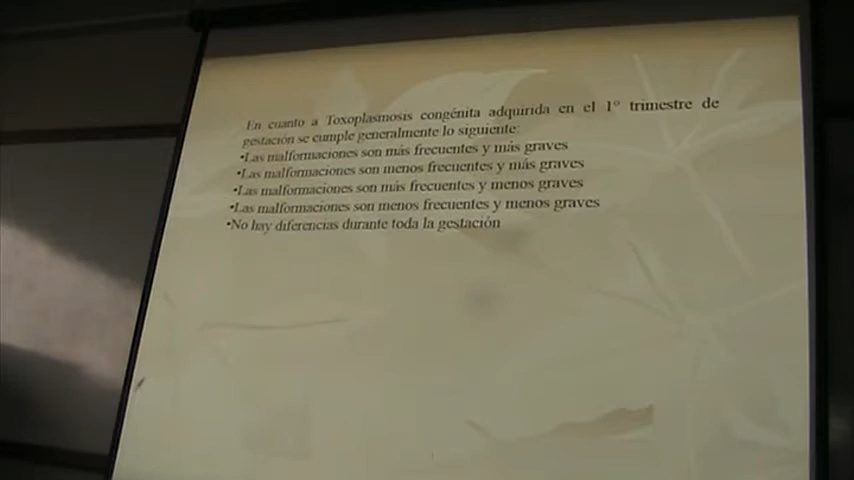 En cuanto a Toxoplasmosis congénita adquirida en el 1º trimestre de
gestación se cumple generalmente lo siguiente:
•Las malformaciones son más frecuentes y más graves
•Las malformaciones son menos frecuentes y más graves
•Las malformaciones son más frecuentes y menos graves
•Las malformaciones son menos frecuentes y menos graves
•No hay diferencias durante toda la gestación